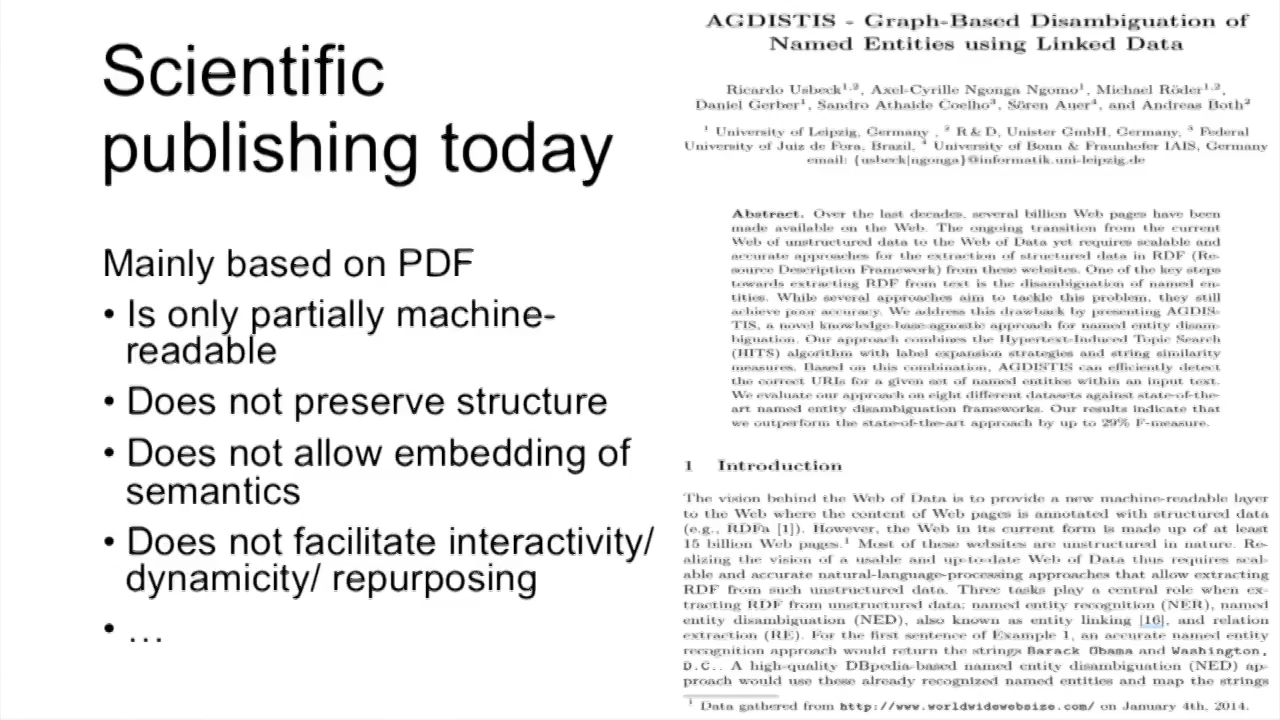 Scientific
publishing today
Mainly based on PDF
• Is only partially machine-
readable
• Does not preserve structure
• Does not allow embedding of
semantics
• Does not facilitate interactivity/
dynamicity/ repurposing
• …
AGDISTIS - Graph-Based Disambiguation of
Named Entities using Linked Data
Ricardo Usbeck¹·², Axel-Cyrille Ngonga Ngomo¹, Michael Röder¹·²,
Daniel Gerber¹, Sandro Athaide Coelho³, Sören Auer⁴, and Andreas Both²
¹ University of Leipzig, Germany , ² R & D, Unister GmbH, Germany, ³ Federal
University of Juiz de Fora, Brazil, ⁴ University of Bonn & Fraunhofer IAIS, Germany
email: {usbeck|ngonga}@informatik.uni-leipzig.de
Abstract. Over the last decades, several billion Web pages have been
made available on the Web. The ongoing transition from the current
Web of unstructured data to the Web of Data yet requires scalable and
accurate approaches for the extraction of structured data in RDF (Re-
source Description Framework) from these websites. One of the key steps
towards extracting RDF from text is the disambiguation of named en-
tities. While several approaches aim to tackle this problem, they still
achieve poor accuracy. We address this drawback by presenting AGDIS-
TIS, a novel knowledge-base-agnostic approach for named entity disam-
biguation. Our approach combines the Hypertext-Induced Topic Search
(HITS) algorithm with label expansion strategies and string similarity
measures. Based on this combination, AGDISTIS can efficiently detect
the correct URIs for a given set of named entities within an input text.
We evaluate our approach on eight different datasets against state-of-the-
art named entity disambiguation frameworks. Our results indicate that
we outperform the state-of-the-art approach by up to 29% F-measure.
1 Introduction
The vision behind the Web of Data is to provide a new machine-readable layer
to the Web where the content of Web pages is annotated with structured data
(e.g., RDFa [1]). However, the Web in its current form is made up of at least
15 billion Web pages.¹ Most of these websites are unstructured in nature. Re-
alizing the vision of a usable and up-to-date Web of Data thus requires scal-
able and accurate natural-language-processing approaches that allow extracting
RDF from such unstructured data. Three tasks play a central role when ex-
tracting RDF from unstructured data: named entity recognition (NER), named
entity disambiguation (NED), also known as entity linking [16], and relation
extraction (RE). For the first sentence of Example 1, an accurate named entity
recognition approach would return the strings Barack Obama and Washington,
D.C.. A high-quality DBpedia-based named entity disambiguation (NED) ap-
proach would use these already recognized named entities and map the strings
¹ Data gathered from http://www.worldwidewebsize.com/ on January 4th, 2014.